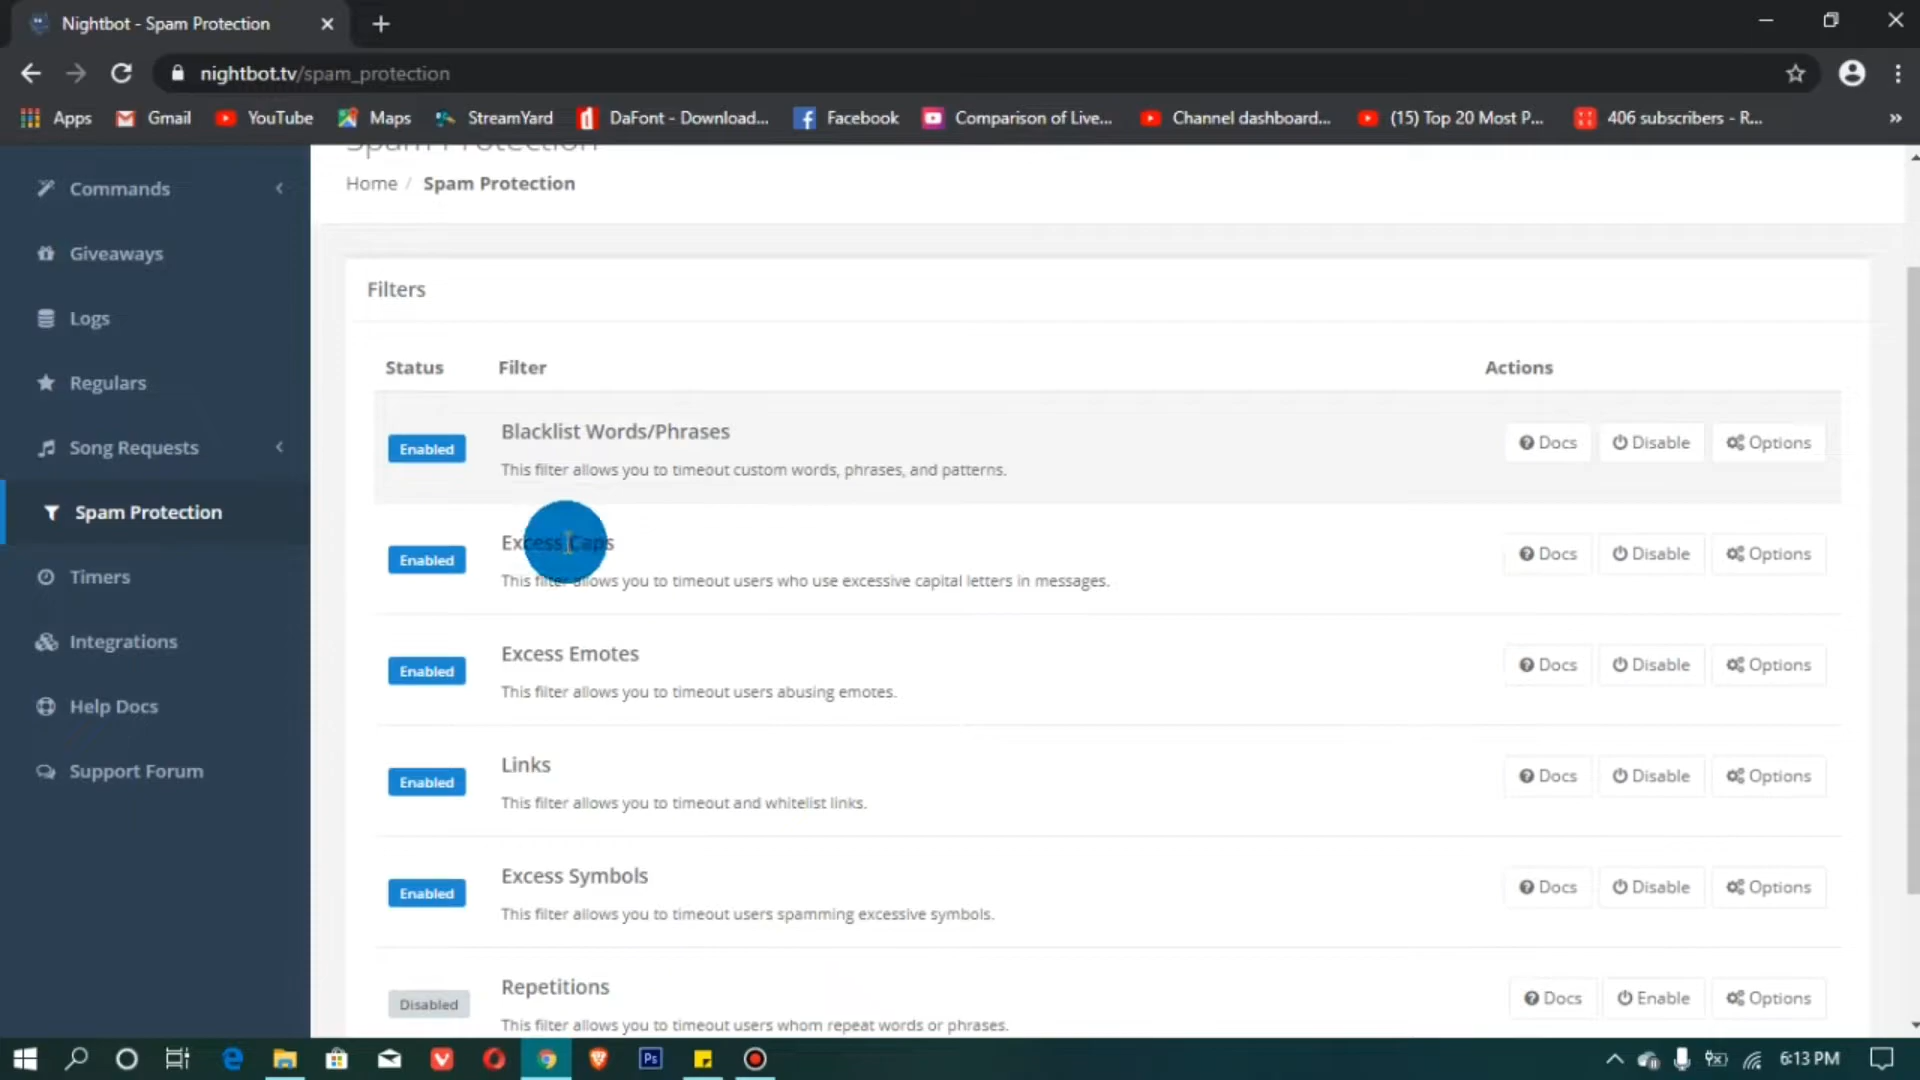 Nightbot - Spam Protection
nightbot.tv/spam_protection
Apps Gmail YouTube Maps StreamYard DaFont - Download... Facebook Comparison of Live... Channel dashboard... (15) Top 20 Most P... 406 subscribers - R... »
Spam Protection
Home / Spam Protection
Commands
Giveaways
Logs
Regulars
Song Requests
Spam Protection
Timers
Integrations
Help Docs
Support Forum
Filters
Status Filter Actions
Blacklist Words/Phrases
Enabled Docs Disable Options
This filter allows you to timeout custom words, phrases, and patterns.
Excess Caps
Enabled Docs Disable Options
This filter allows you to timeout users who use excessive capital letters in messages.
Excess Emotes
Enabled Docs Disable Options
This filter allows you to timeout users abusing emotes.
Links
Enabled Docs Disable Options
This filter allows you to timeout and whitelist links.
Excess Symbols
Enabled Docs Disable Options
This filter allows you to timeout users spamming excessive symbols.
Repetitions
Disabled Docs Enable Options
This filter allows you to timeout users whom repeat words or phrases.
Ps
6:13 PM